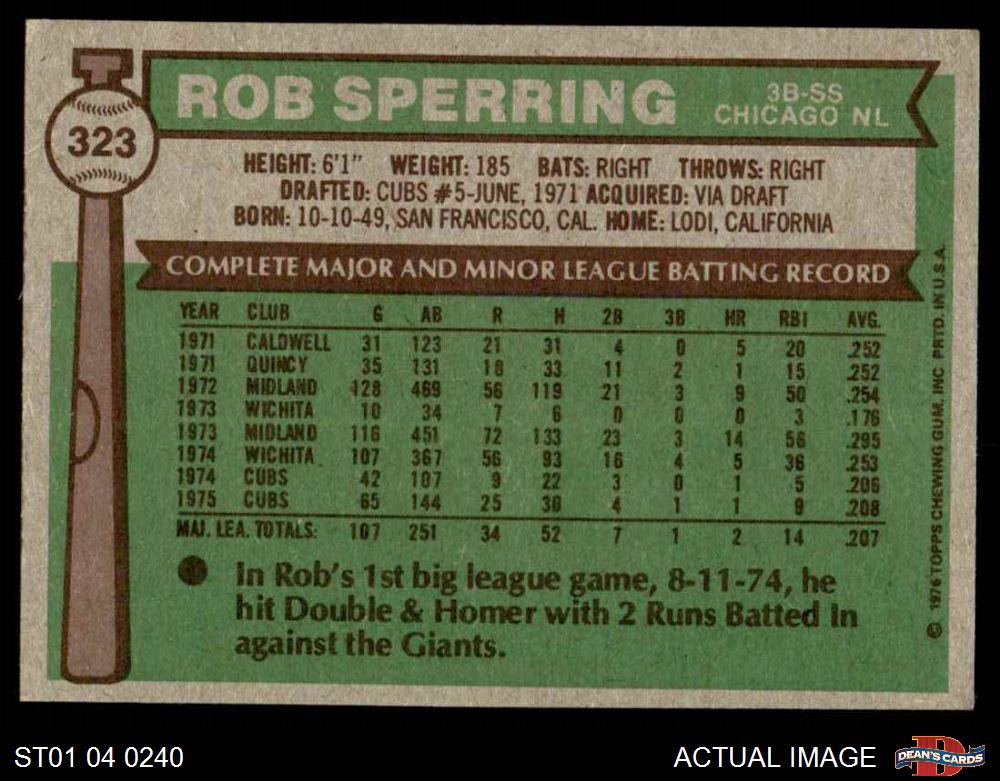 323
ROB SPERRING
3B-SS
CHICAGO NL
HEIGHT: 6'1" WEIGHT: 185 BATS: RIGHT THROWS: RIGHT
DRAFTED: CUBS #5-JUNE, 1971 ACQUIRED: VIA DRAFT
BORN: 10-10-49, SAN FRANCISCO, CAL. HOME: LODI, CALIFORNIA
COMPLETE MAJOR AND MINOR LEAGUE BATTING RECORD
YEAR CLUB G AB R H 2B 3B HR RBI AVG.
1971 CALDWELL 31 123 21 31 4 0 5 20 .252
1971 QUINCY 35 131 18 33 11 2 1 15 .252
1972 MIDLAND 128 469 56 119 21 3 9 50 .254
1973 WICHITA 10 34 7 6 0 0 0 3 .176
1973 MIDLAND 116 451 72 133 23 3 14 56 .295
1974 WICHITA 107 367 56 93 16 4 5 36 .253
1974 CUBS 42 107 9 22 3 0 1 5 .206
1975 CUBS 65 144 25 30 4 1 1 9 .208
MAJ. LEA. TOTALS: 107 251 34 52 7 1 2 14 .207
In Rob's 1st big league game, 8-11-74, he
hit Double & Homer with 2 Runs Batted In
against the Giants.
© 1976 TOPPS CHEWING GUM, INC PRTD. IN U.S.A.
ST01 04 0240
ACTUAL IMAGE
DEAN'S CARDS